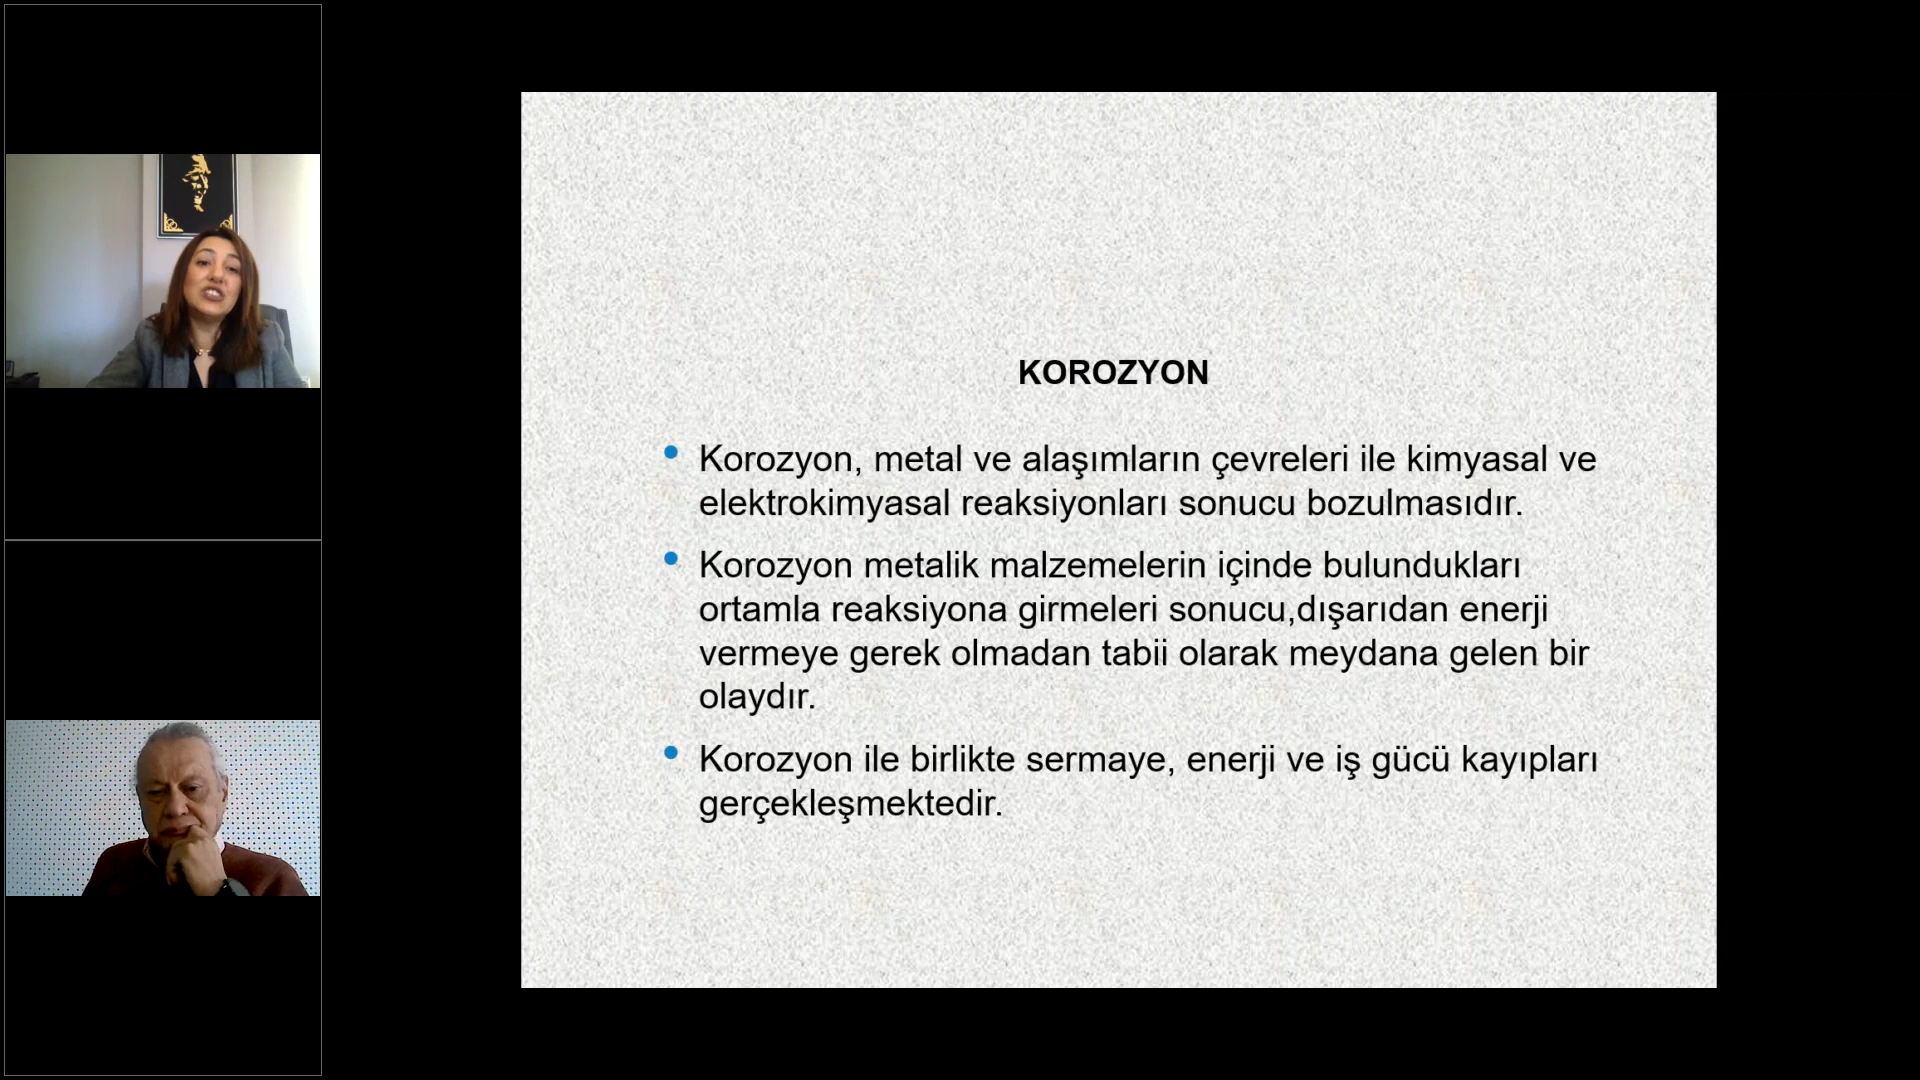 KOROZYON
Korozyon, metal ve alaşımların çevreleri ile kimyasal ve
elektrokimyasal reaksiyonları sonucu bozulmasıdır.
Korozyon metalik malzemelerin içinde bulundukları
ortamla reaksiyona girmeleri sonucu,dışarıdan enerji
vermeye gerek olmadan tabii olarak meydana gelen bir
olaydır.
Korozyon ile birlikte sermaye, enerji ve iş gücü kayıpları
gerçekleşmektedir.